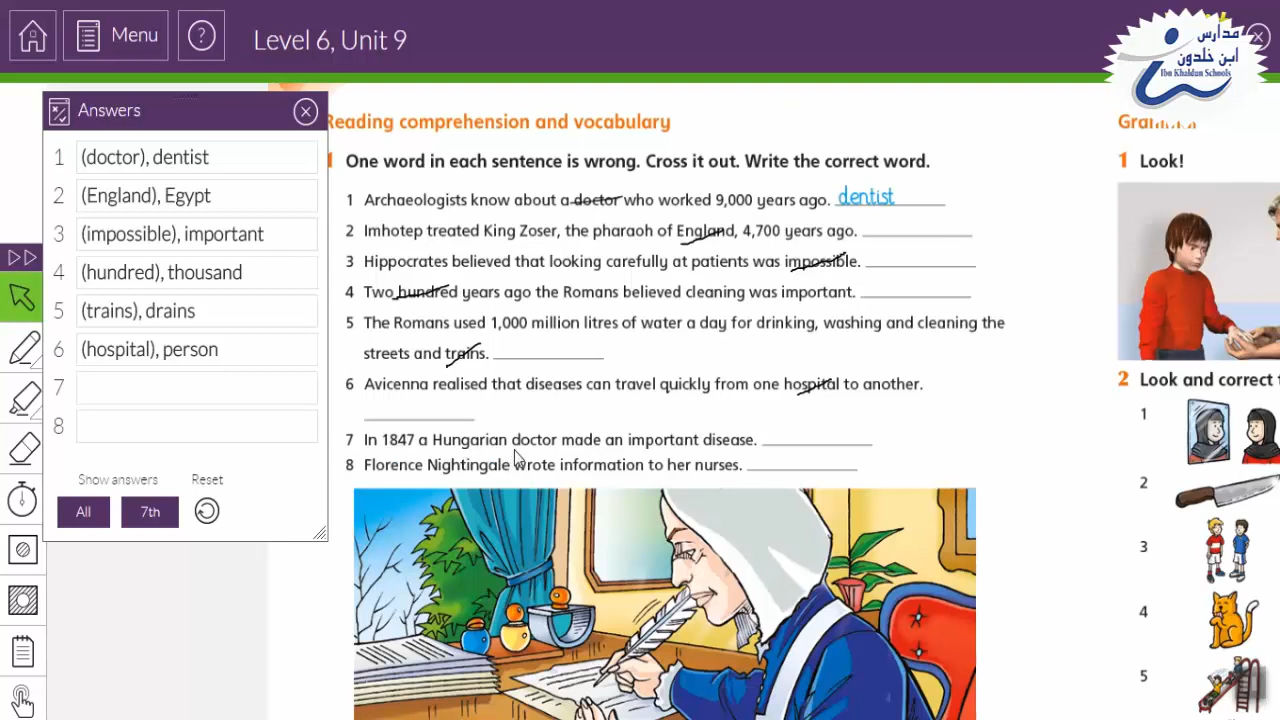 Menu
?
Level 6, Unit 9
مدارس
ابن خلدون
Ibn Khaldun Schools
Answers
1 (doctor), dentist
2 (England), Egypt
3 (impossible), important
4 (hundred), thousand
5 (trains), drains
6 (hospital), person
7
8
Show answers
Reset
All
7th
Reading comprehension and vocabulary
1 One word in each sentence is wrong. Cross it out. Write the correct word.
1 Archaeologists know about a doctor who worked 9,000 years ago. dentist
2 Imhotep treated King Zoser, the pharaoh of England, 4,700 years ago.
3 Hippocrates believed that looking carefully at patients was impossible.
4 Two hundred years ago the Romans believed cleaning was important.
5 The Romans used 1,000 million litres of water a day for drinking, washing and cleaning the
streets and trains.
6 Avicenna realised that diseases can travel quickly from one hospital to another.
7 In 1847 a Hungarian doctor made an important disease.
8 Florence Nightingale wrote information to her nurses.
Grammar
1 Look!
2 Look and correct t
1
2
3
4
5